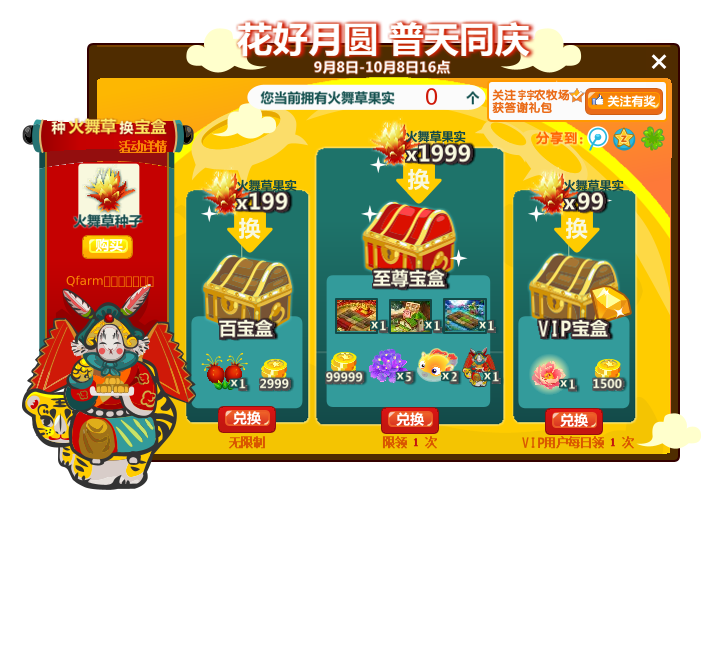 花好月圆 普天同庆
9月8日-10月8日16点
您当前拥有火舞草果实 0 个
关注字字农牧场
获答谢礼包
关注有奖
分享到:
种 火舞草 换宝盒
活动详情
火舞草种子
购买
Qfarm
火舞草果实
x199
换
百宝盒
x1
2999
兑换
无限制
火舞草果实
x1999
换
至尊宝盒
x1
x1
x1
99999
x5
x2
x1
兑换
限领 1 次
火舞草果实
x99
换
VIP宝盒
x1
1500
兑换
VIP用户每日领 1 次